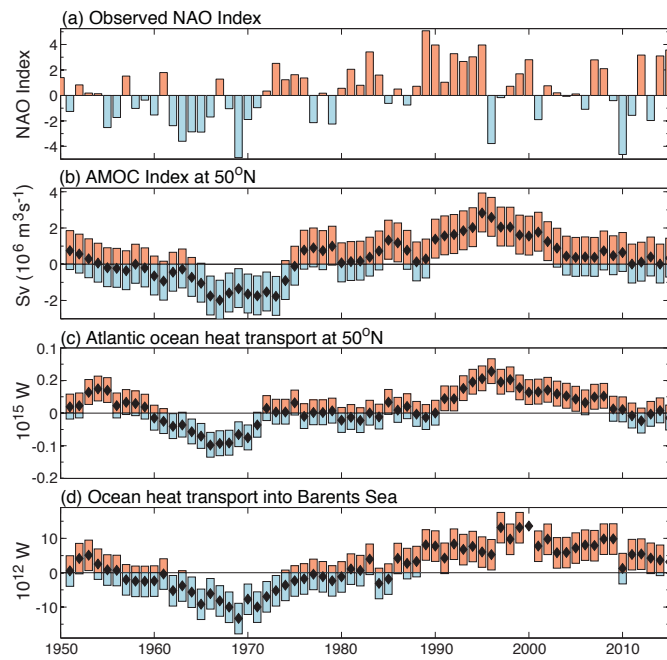 (a) Observed NAO Index
NAO Index
4
2
0
-2
-4
(b) AMOC Index at 50°N
Sv (10⁶ m³s-1)
4
2
0
-2
(c) Atlantic ocean heat transport at 50°N
10¹⁵ W
0.1
0.2
0
-0.1
-0.2
(d) Ocean heat transport into Barents Sea
10¹² W
10
0
-10
1950 1960 1970 1980 1990 2000 2010